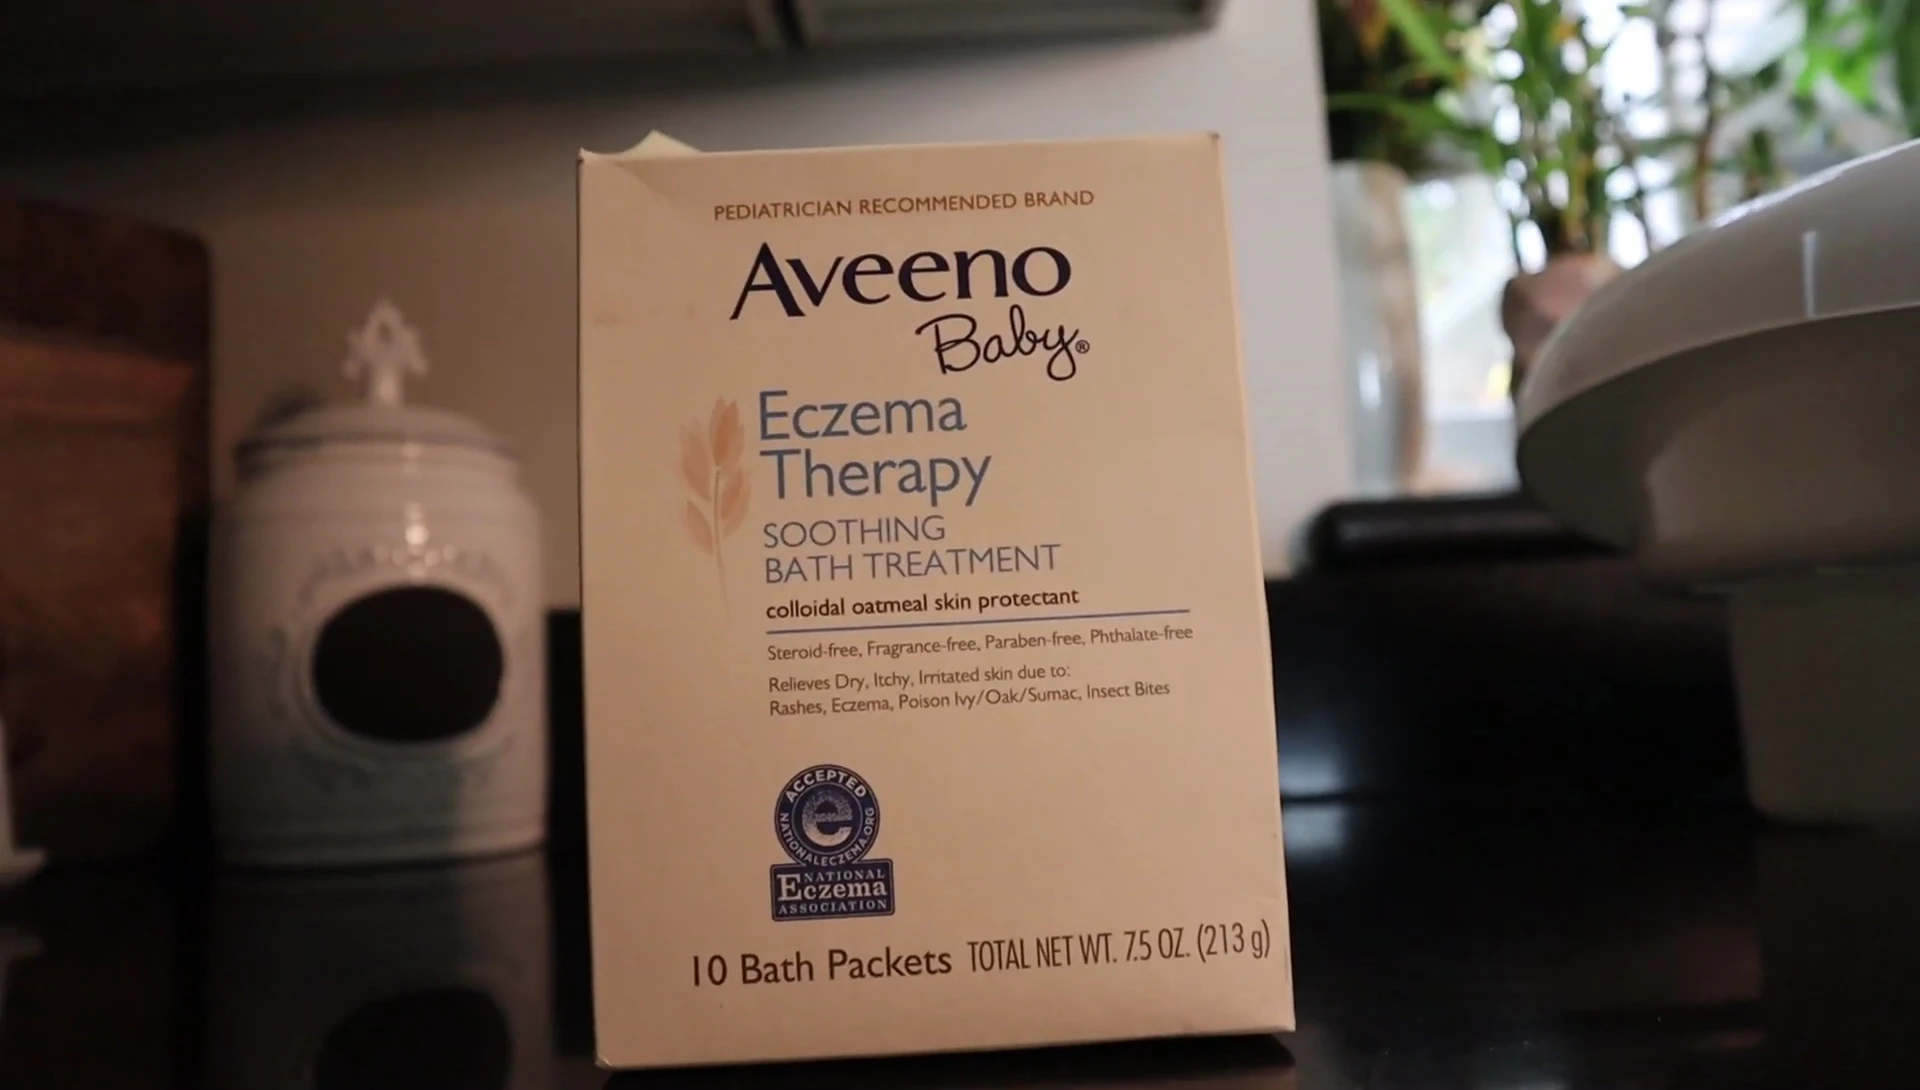 PEDIATRICIAN RECOMMENDED BRAND
Aveeno
Baby®
Eczema
Therapy
SOOTHING
BATH TREATMENT
colloidal oatmeal skin protectant
Steroid-free, Fragrance-free, Paraben-free, Phthalate-free
Relieves Dry, Itchy, Irritated skin due to:
Rashes, Eczema, Poison Ivy/Oak/Sumac, Insect Bites
ACCEPTED
e
NATIONALECZEMA.ORG
NATIONAL
Eczema
ASSOCIATION
10 Bath Packets TOTAL NET WT. 7.5 OZ. (213 g)